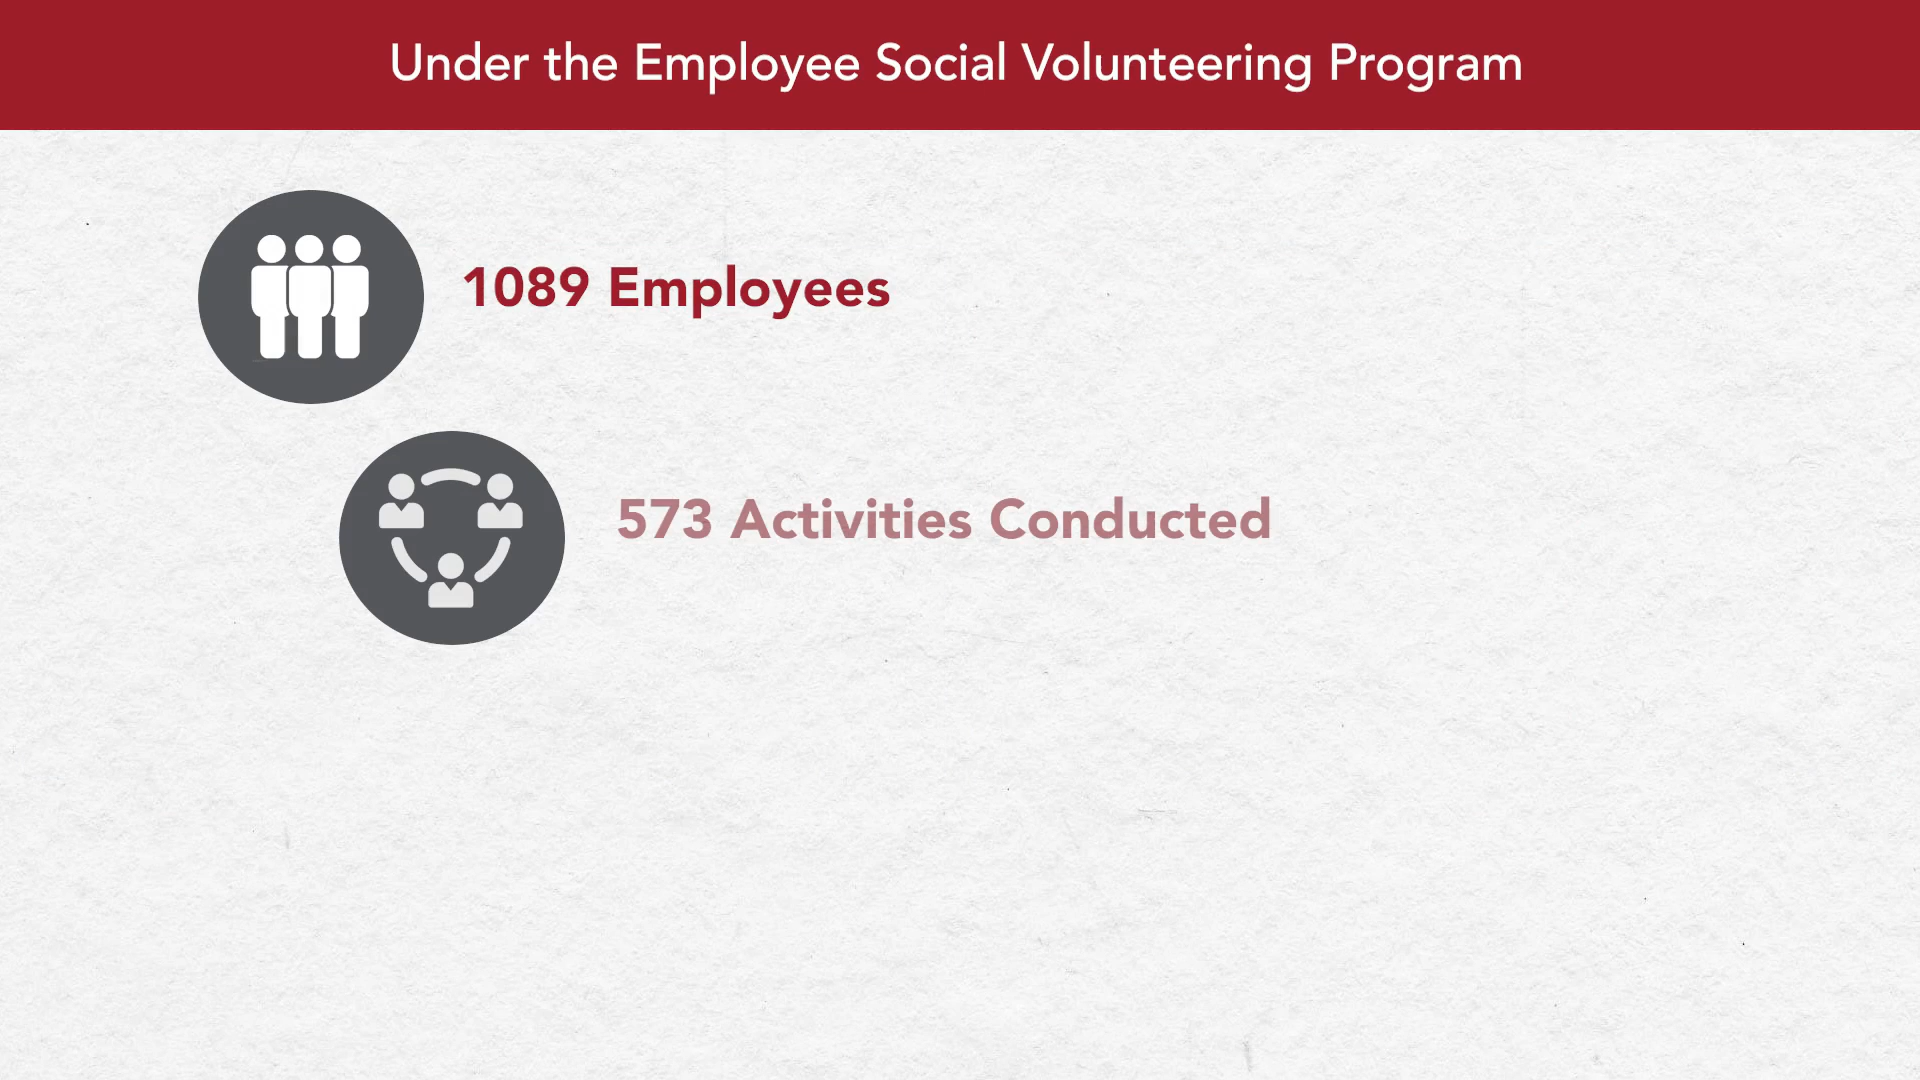 Under the Employee Social Volunteering Program
1089 Employees
573 Activities Conducted